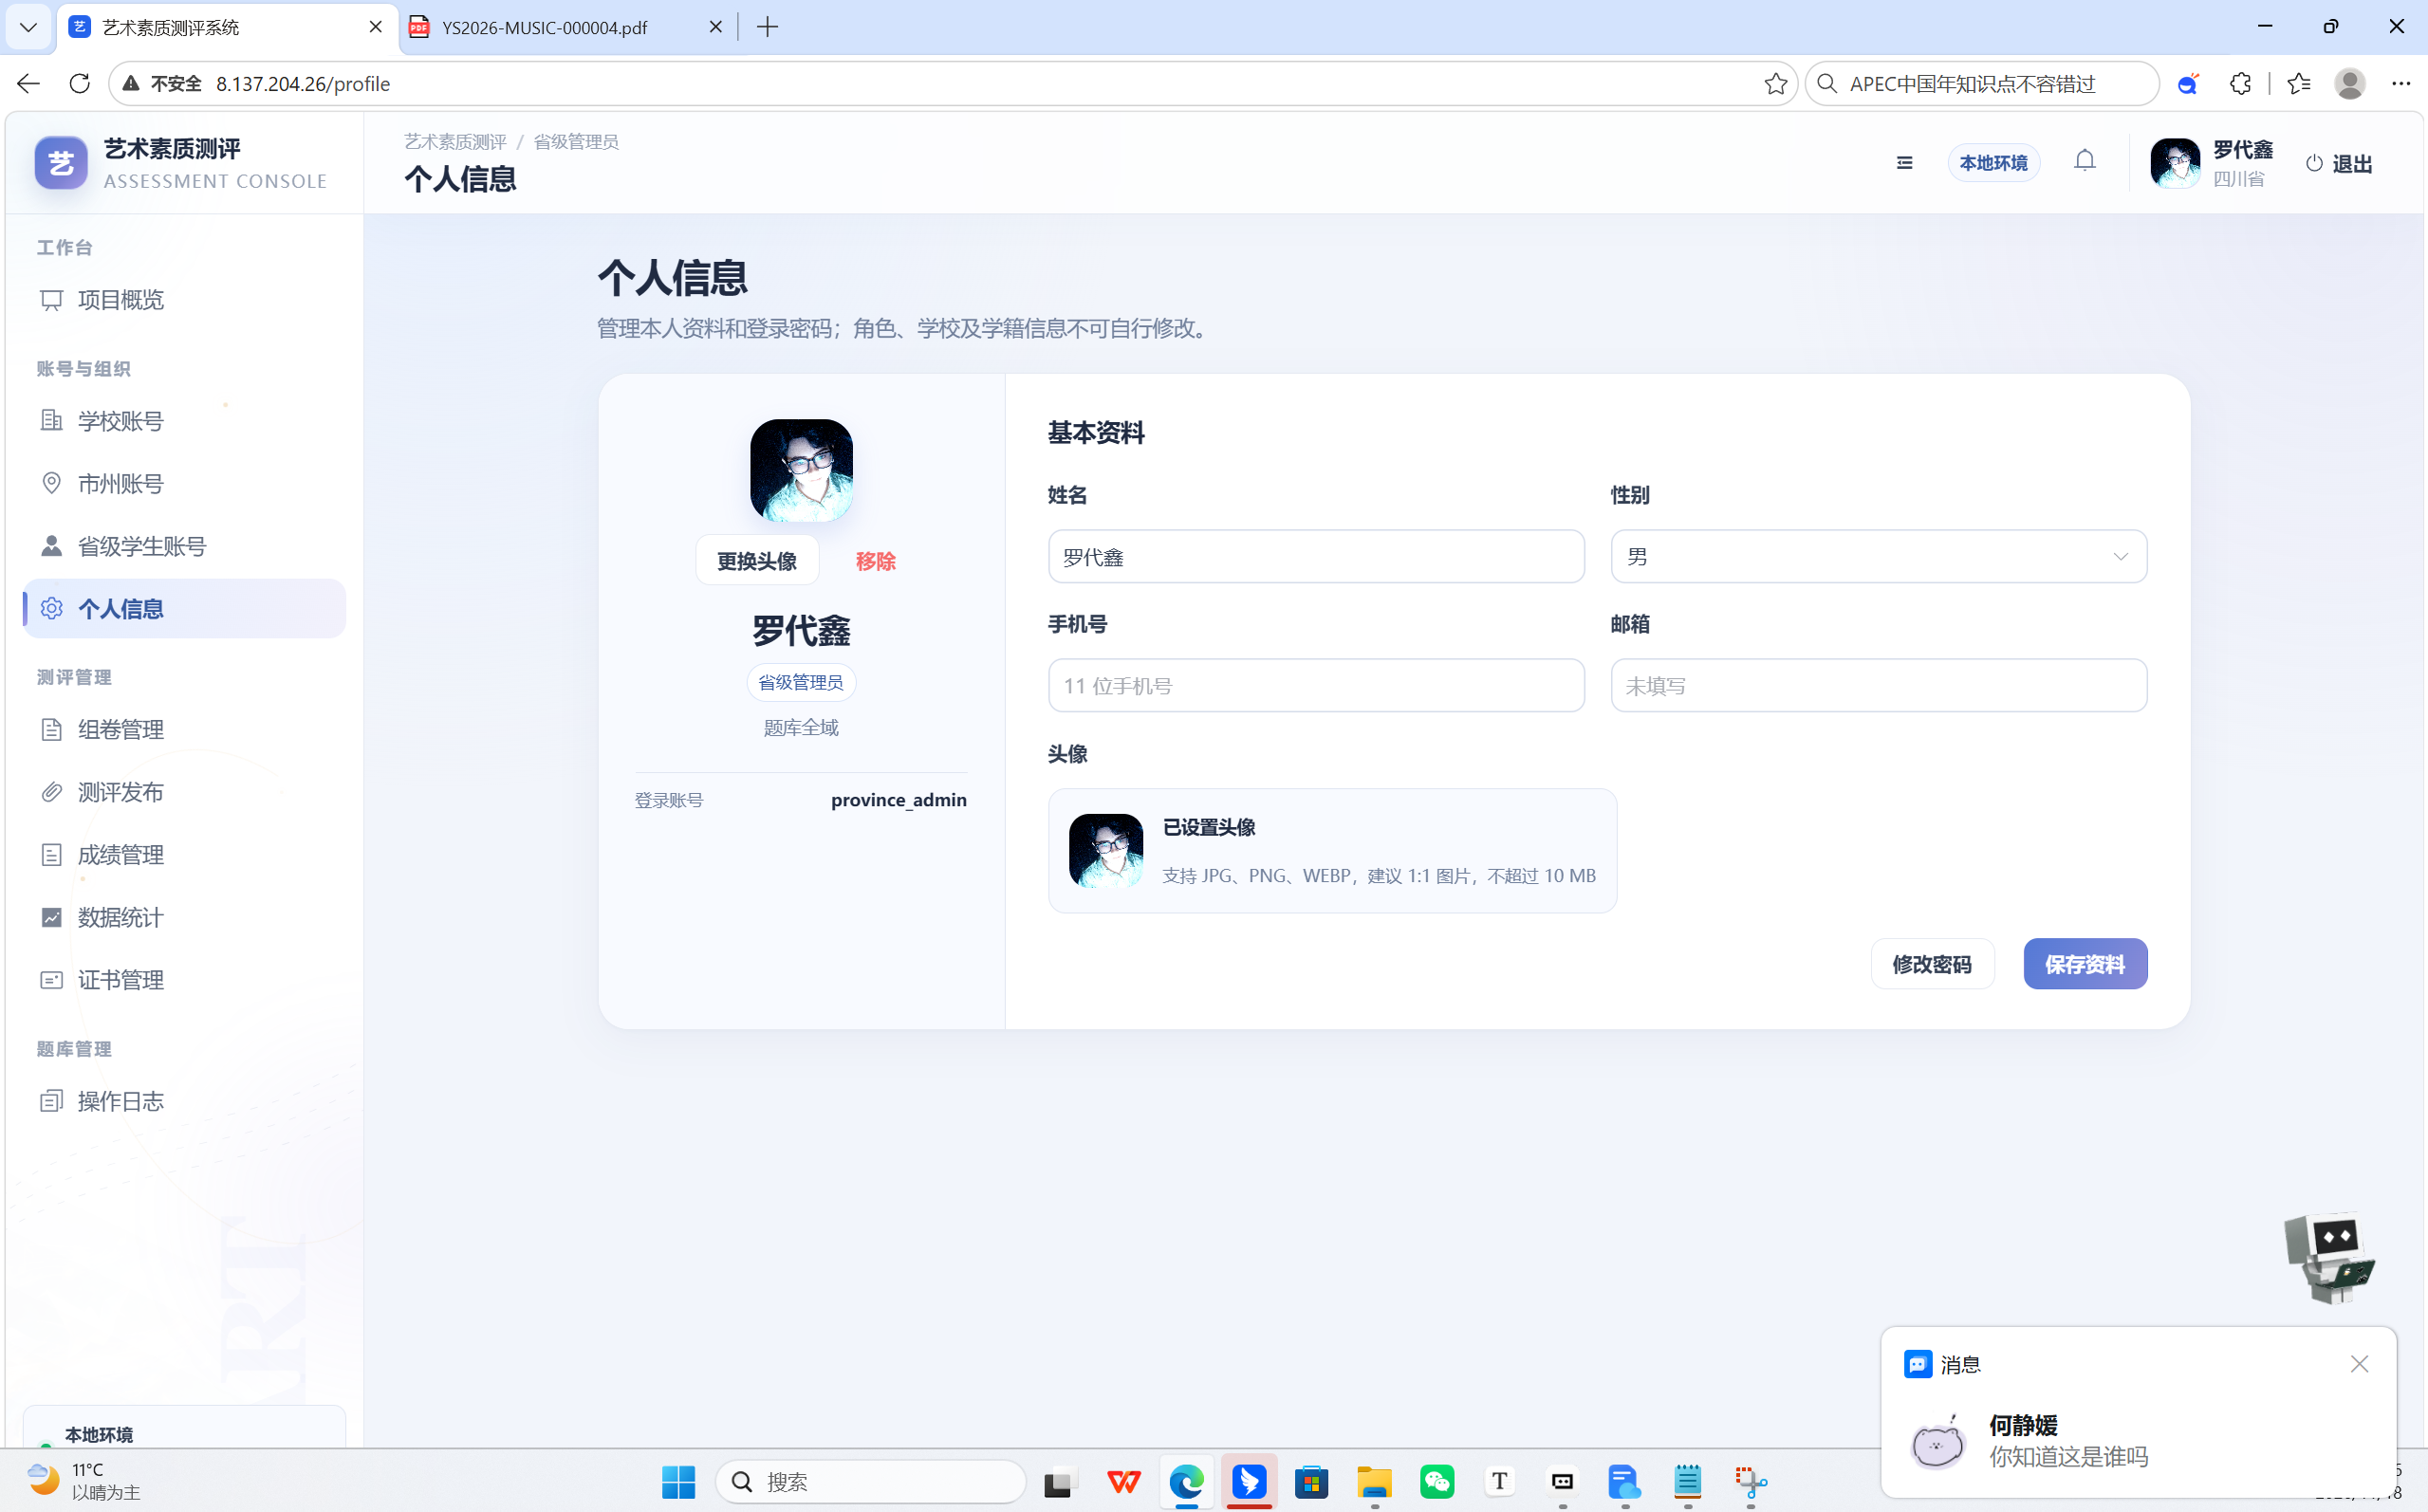 艺术素质测评系统
YS2026-MUSIC-000004.pdf
不安全 8.137.204.26/profile
APEC中国年知识点不容错过
艺
艺术素质测评
ASSESSMENT CONSOLE
艺术素质测评 / 省级管理员
个人信息
本地环境
罗代鑫
四川省
退出
工作台
项目概览
账号与组织
学校账号
市州账号
省级学生账号
个人信息
测评管理
组卷管理
测评发布
成绩管理
数据统计
证书管理
题库管理
操作日志
ART
本地环境
个人信息
管理本人资料和登录密码；角色、学校及学籍信息不可自行修改。
更换头像
移除
罗代鑫
省级管理员
题库全域
登录账号 province_admin
基本资料
姓名
性别
罗代鑫
男
手机号
邮箱
11 位手机号
未填写
头像
已设置头像
支持 JPG、PNG、WEBP，建议 1:1 图片，不超过 10 MB
修改密码
保存资料
消息
何静媛
你知道这是谁吗
11°C
以晴为主
搜索